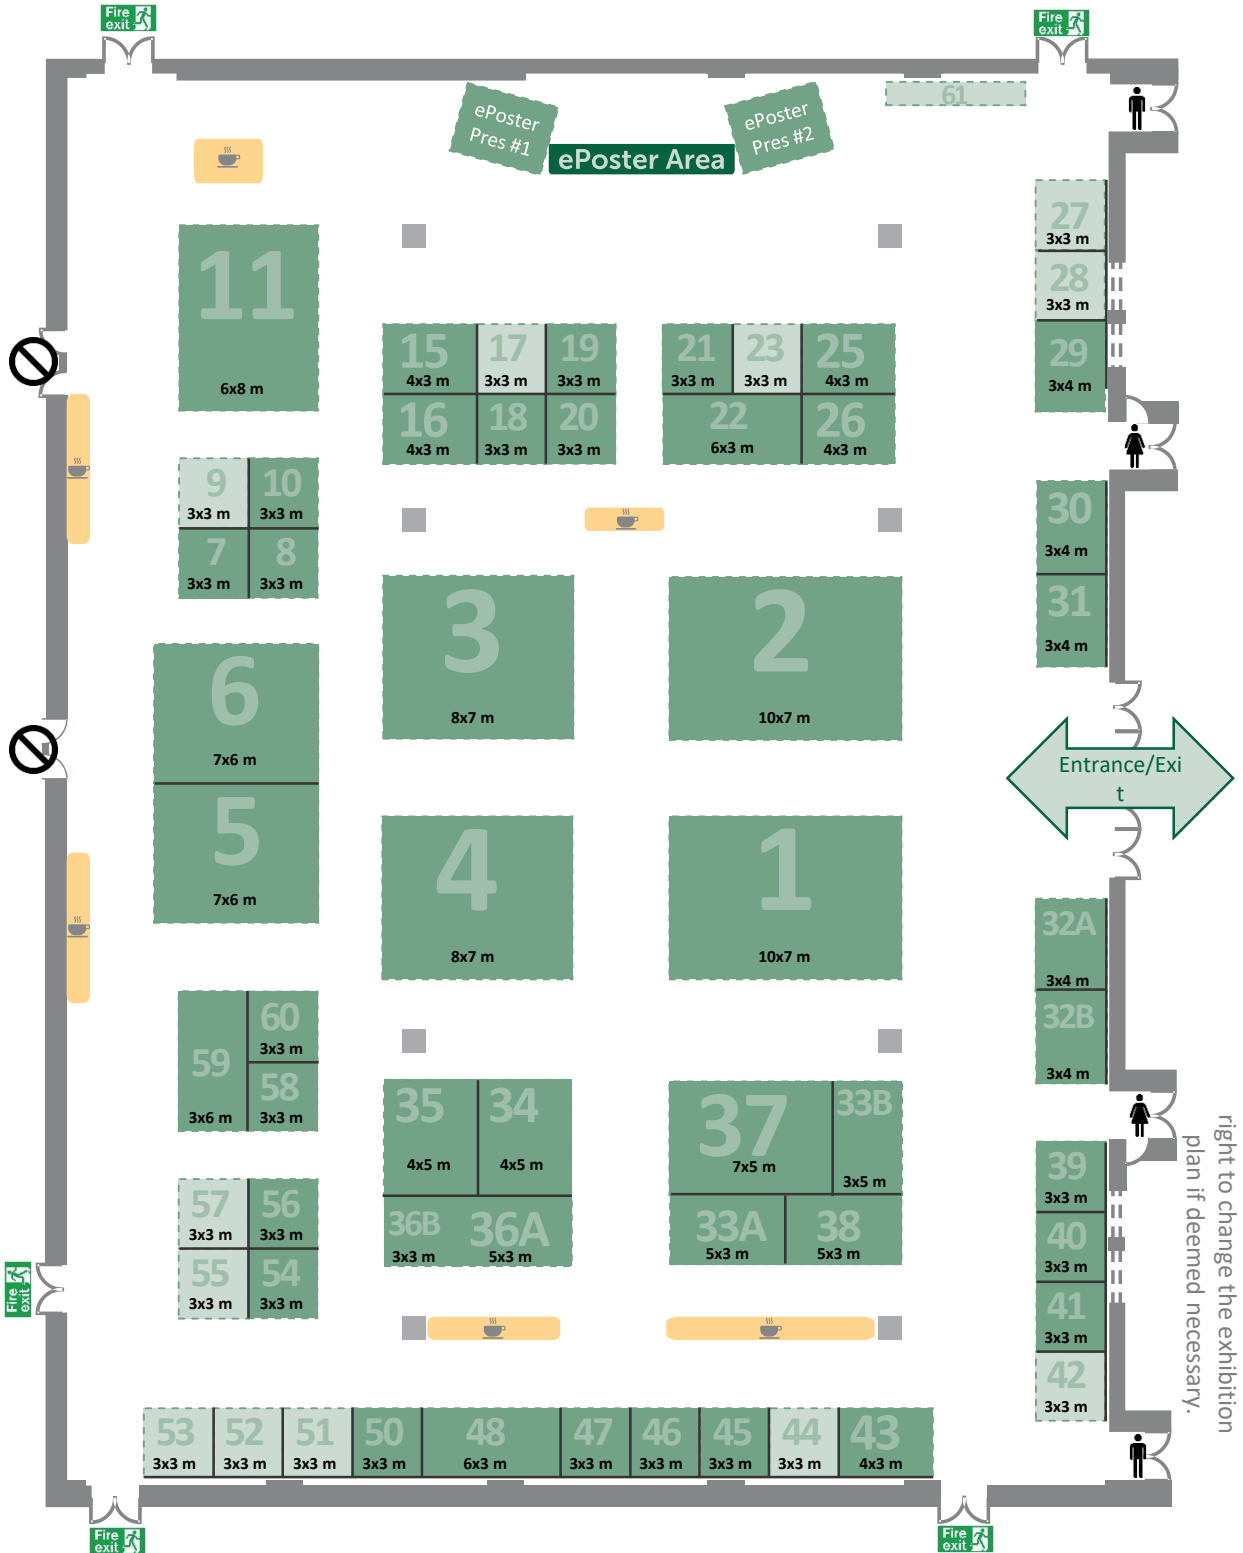 Fire
exit
Fire
exit
61
ePoster
Pres #1
ePoster
Pres #2
ePoster Area
27
3x3 m
28
3x3 m
29
3x4 m
11
6x8 m
15
4x3 m
17
3x3 m
19
3x3 m
21
3x3 m
23
3x3 m
25
4x3 m
16
4x3 m
18
3x3 m
20
3x3 m
22
6x3 m
26
4x3 m
9
3x3 m
10
3x3 m
7
3x3 m
8
3x3 m
30
3x4 m
31
3x4 m
3
8x7 m
2
10x7 m
6
7x6 m
5
7x6 m
Entrance/Exi
t
4
8x7 m
1
10x7 m
32A
3x4 m
32B
3x4 m
59
3x6 m
60
3x3 m
58
3x3 m
35
4x5 m
34
4x5 m
37
7x5 m
33B
3x5 m
36B
3x3 m
36A
5x3 m
33A
5x3 m
38
5x3 m
57
3x3 m
56
3x3 m
55
3x3 m
54
3x3 m
39
3x3 m
40
3x3 m
41
3x3 m
42
3x3 m
right to change the exhibition
plan if deemed necessary.
Fire
exit
53
3x3 m
52
3x3 m
51
3x3 m
50
3x3 m
48
6x3 m
47
3x3 m
46
3x3 m
45
3x3 m
44
3x3 m
43
4x3 m
Fire
exit
Fire
exit